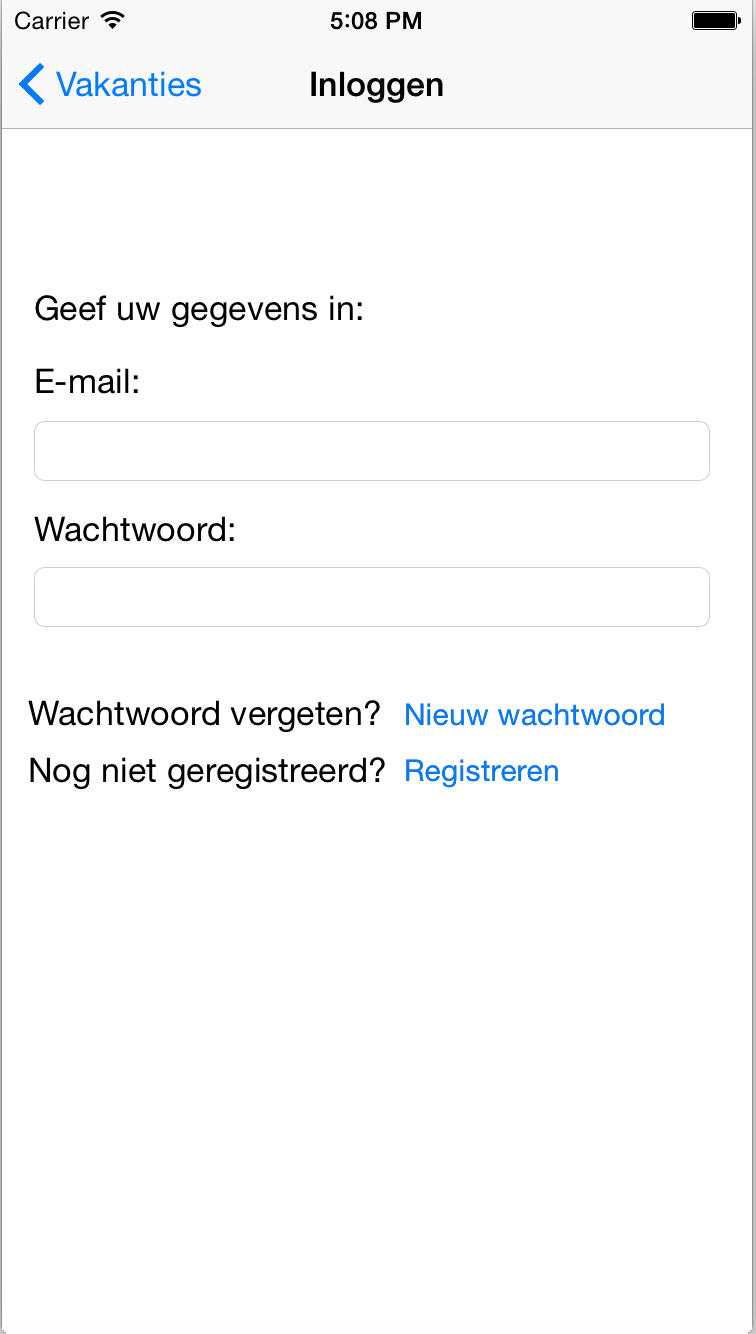 Carrier 5:08 PM
Vakanties Inloggen
Geef uw gegevens in:
E-mail:
Wachtwoord:
Wachtwoord vergeten? Nieuw wachtwoord
Nog niet geregistreerd? Registreren